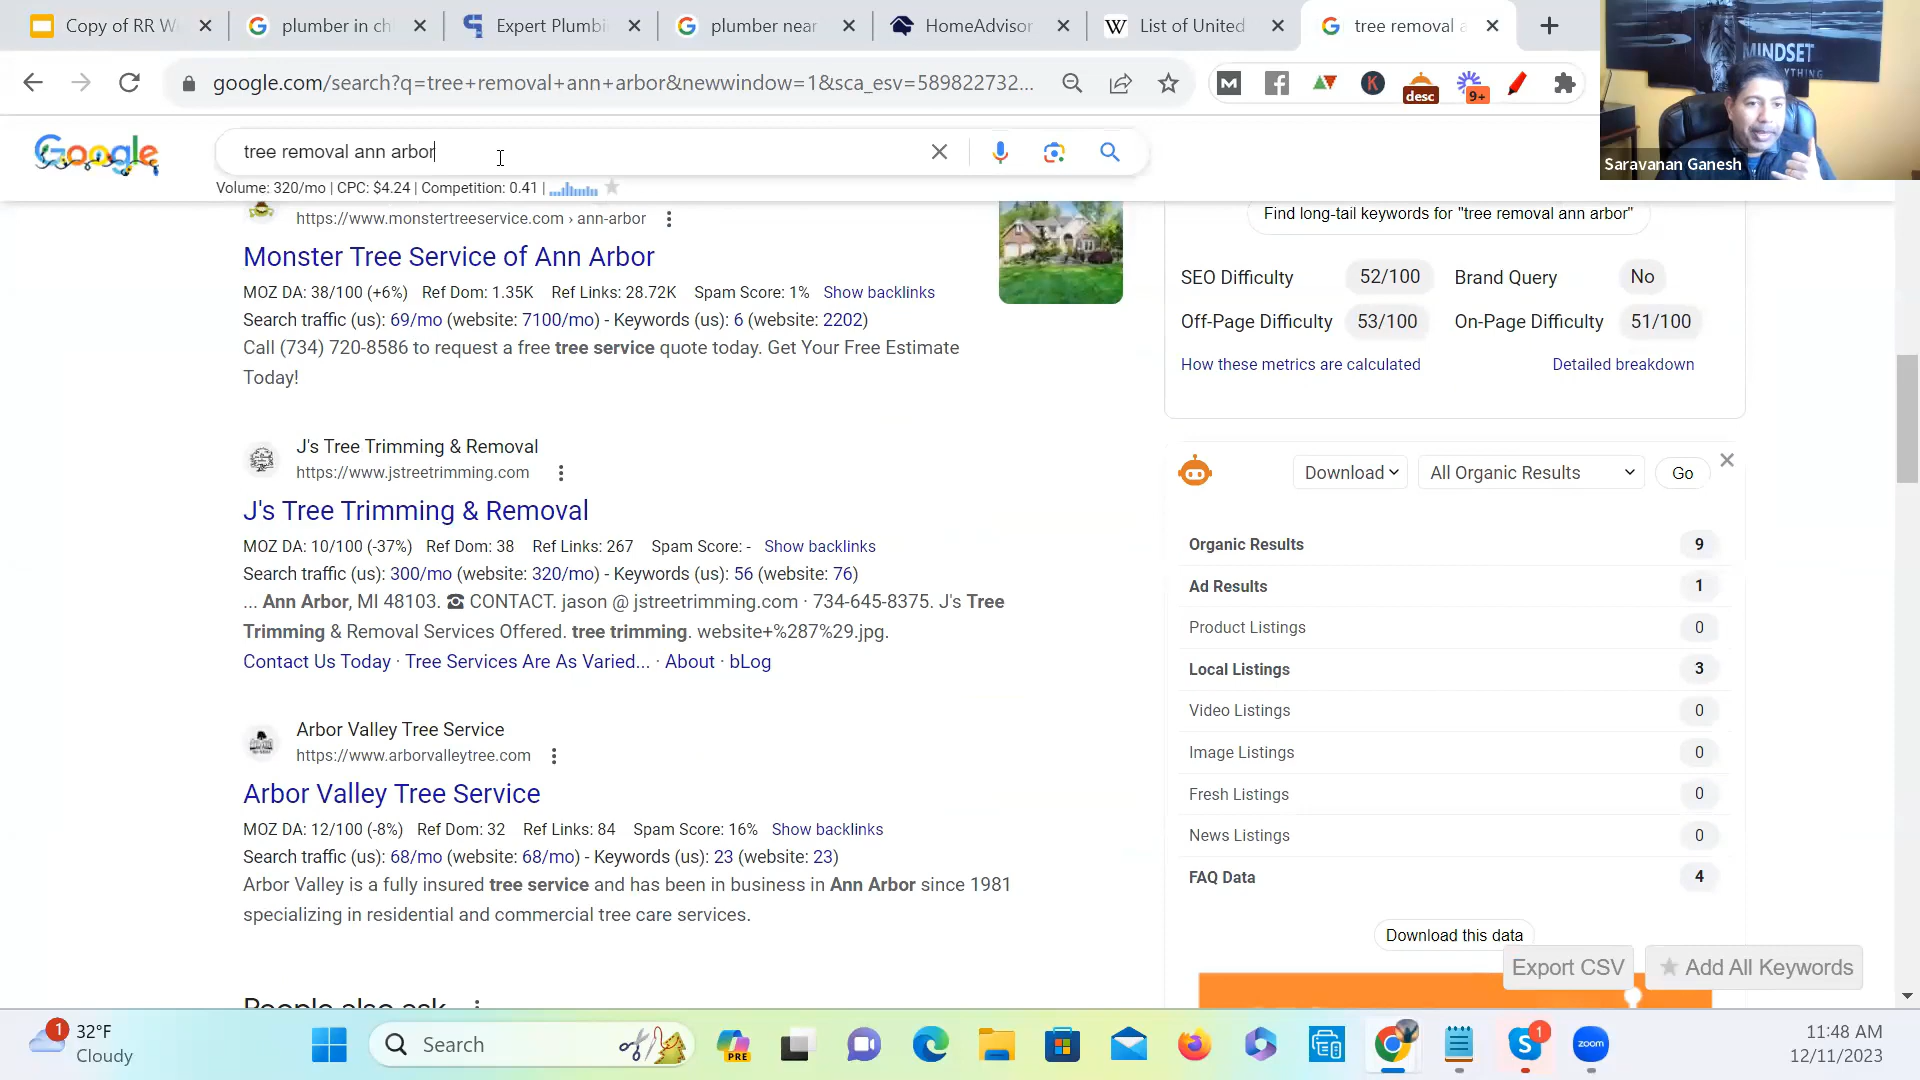 Copy of RR W
plumber in ch
Expert Plumbi
plumber near
HomeAdvisor
List of United
tree removal a
google.com/search?q=tree+removal+ann+arbor&newwindow=1&sca_esv=589822732...
desc
9+
MINDSET
Saravanan Ganesh
Google
tree removal ann arbor
Volume: 320/mo | CPC: $4.24 | Competition: 0.41 |
https://www.monstertreeservice.com › ann-arbor
Monster Tree Service of Ann Arbor
MOZ DA: 38/100 (+6%) Ref Dom: 1.35K Ref Links: 28.72K Spam Score: 1% Show backlinks
Search traffic (us): 69/mo (website: 7100/mo) - Keywords (us): 6 (website: 2202)
Call (734) 720-8586 to request a free tree service quote today. Get Your Free Estimate
Today!
J's Tree Trimming & Removal
https://www.jstreetrimming.com
J's Tree Trimming & Removal
MOZ DA: 10/100 (-37%) Ref Dom: 38 Ref Links: 267 Spam Score: - Show backlinks
Search traffic (us): 300/mo (website: 320/mo) - Keywords (us): 56 (website: 76)
... Ann Arbor, MI 48103. ☎ CONTACT. jason @ jstreetrimming.com · 734-645-8375. J's Tree
Trimming & Removal Services Offered. tree trimming. website+%287%29.jpg.
Contact Us Today · Tree Services Are As Varied... · About · bLog
Arbor Valley Tree Service
https://www.arborvalleytree.com
Arbor Valley Tree Service
MOZ DA: 12/100 (-8%) Ref Dom: 32 Ref Links: 84 Spam Score: 16% Show backlinks
Search traffic (us): 68/mo (website: 68/mo) - Keywords (us): 23 (website: 23)
Arbor Valley is a fully insured tree service and has been in business in Ann Arbor since 1981
specializing in residential and commercial tree care services.
People also ask
Find long-tail keywords for "tree removal ann arbor"
SEO Difficulty 52/100 Brand Query No
Off-Page Difficulty 53/100 On-Page Difficulty 51/100
How these metrics are calculated Detailed breakdown
Download All Organic Results Go
Organic Results 9
Ad Results 1
Product Listings 0
Local Listings 3
Video Listings 0
Image Listings 0
Fresh Listings 0
News Listings 0
FAQ Data 4
Download this data
Export CSV Add All Keywords
1 32°F
Cloudy
Search
PRE
S 1
zoom
11:48 AM
12/11/2023